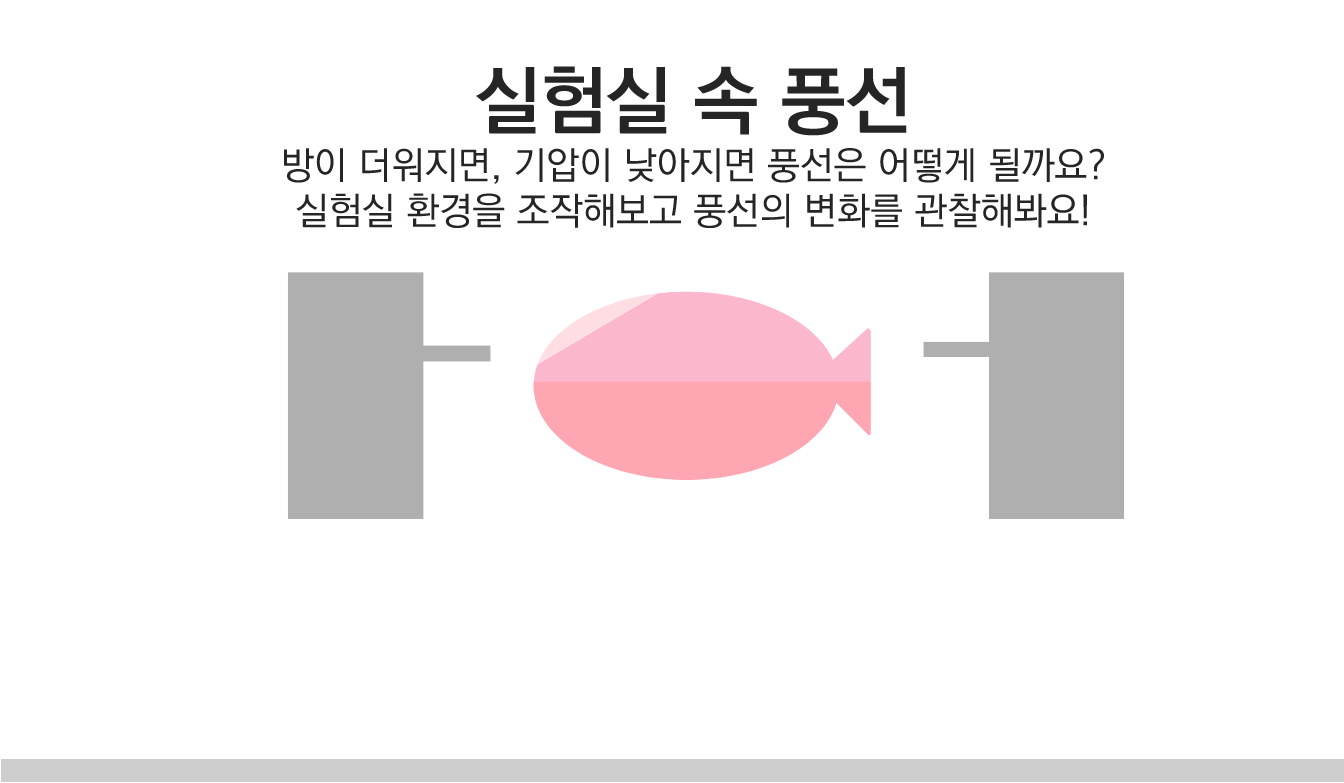 실험실 속 풍선
방이 더워지면, 기압이 낮아지면 풍선은 어떻게 될까요?
실험실 환경을 조작해보고 풍선의 변화를 관찰해봐요!